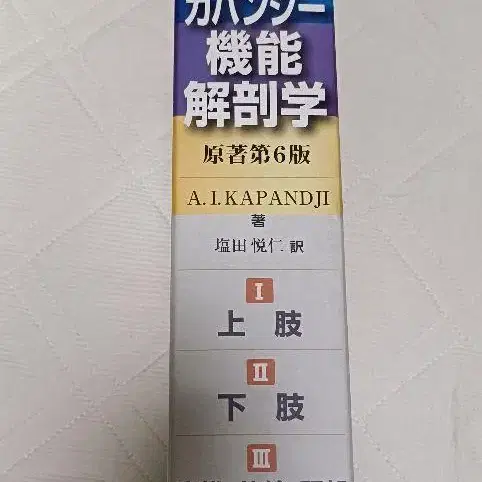 カパンジー
機能
解剖学
原著第6版
A.I.KAPANDJI
著
塩田悦仁 訳
I
上肢
II
下肢
III